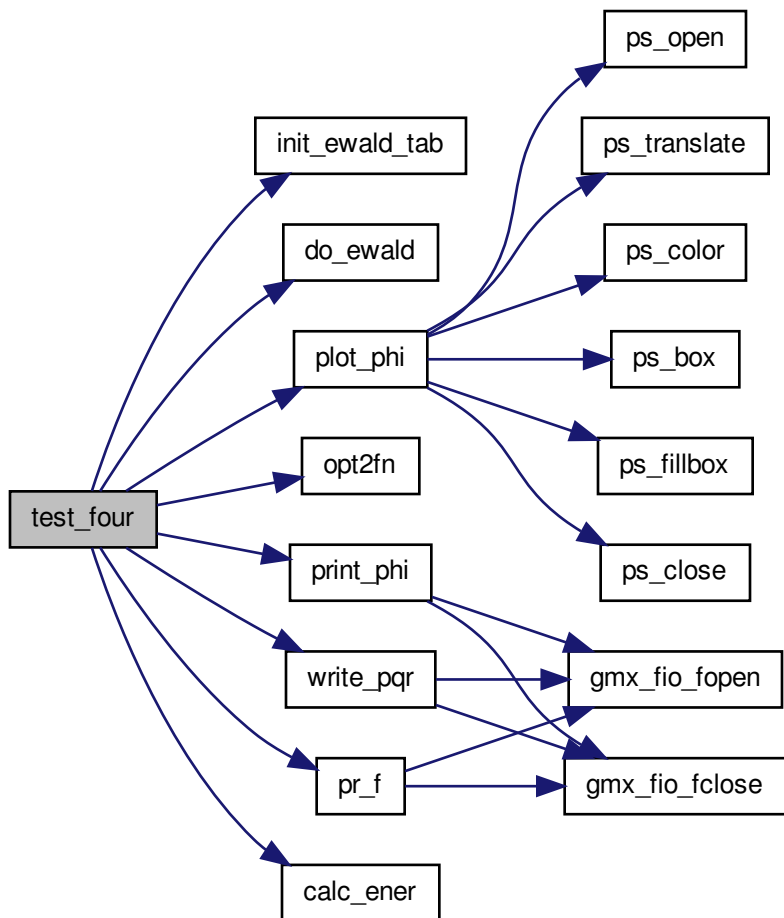 ps_open
init_ewald_tab
ps_translate
do_ewald
ps_color
plot_phi
ps_box
opt2fn
ps_fillbox
test_four
print_phi
ps_close
write_pqr
gmx_fio_fopen
pr_f
gmx_fio_fclose
calc_ener